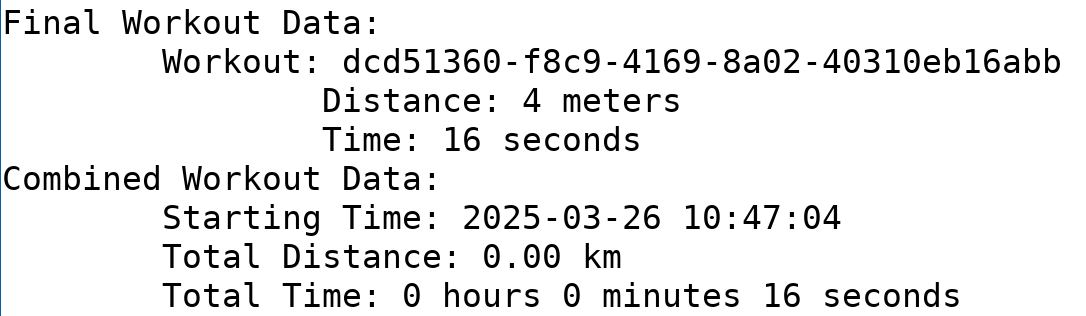 Final Workout Data:
Workout: dcd51360-f8c9-4169-8a02-40310eb16abb
Distance: 4 meters
Time: 16 seconds
Combined Workout Data:
Starting Time: 2025-03-26 10:47:04
Total Distance: 0.00 km
Total Time: 0 hours 0 minutes 16 seconds